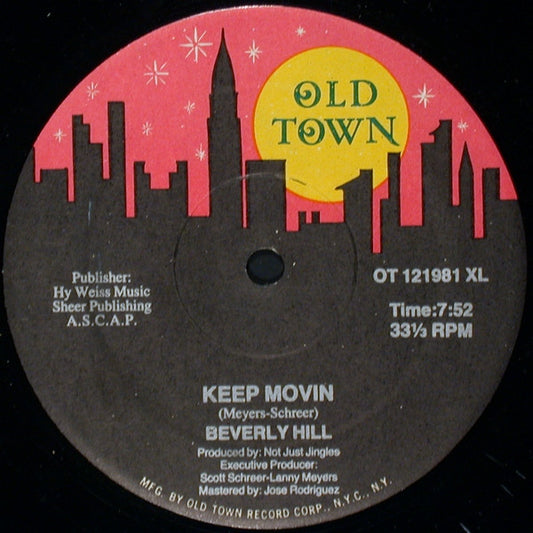 OLD
TOWN
Publisher:
Hy Weiss Music
Sheer Publishing
A.S.C.A.P.
OT 121981 XL
Time:7:52
33⅓ RPM
KEEP MOVIN
(Meyers-Schreer)
BEVERLY HILL
Produced by: Not Just Jingles
Executive Producer:
Scott Schreer-Lanny Meyers
Mastered by: Jose Rodriguez
MFG. BY OLD TOWN RECORD CORP., N.Y.C., N.Y.